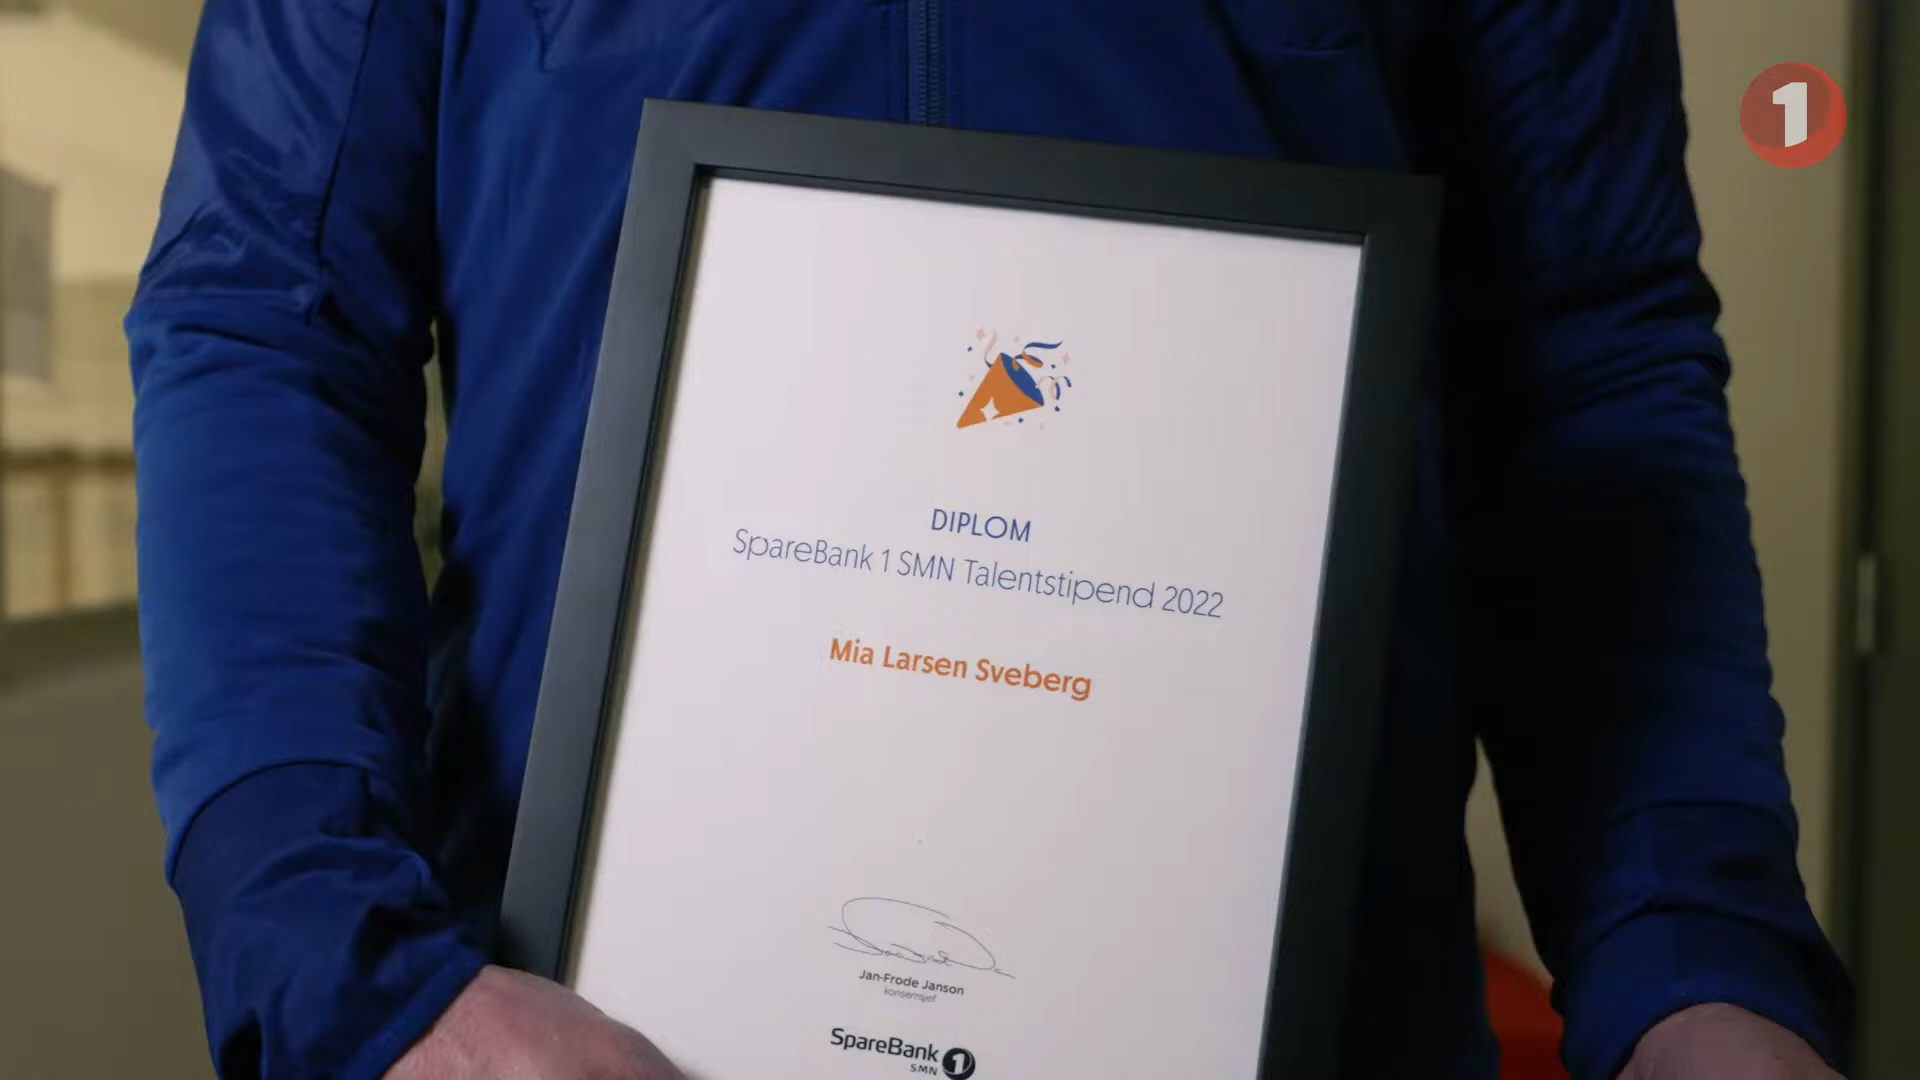 1
DIPLOM
SpareBank 1 SMN Talentstipend 2022
Mia Larsen Sveberg
Jan-Frode Janson
konsernsjef
SpareBank 1
SMN